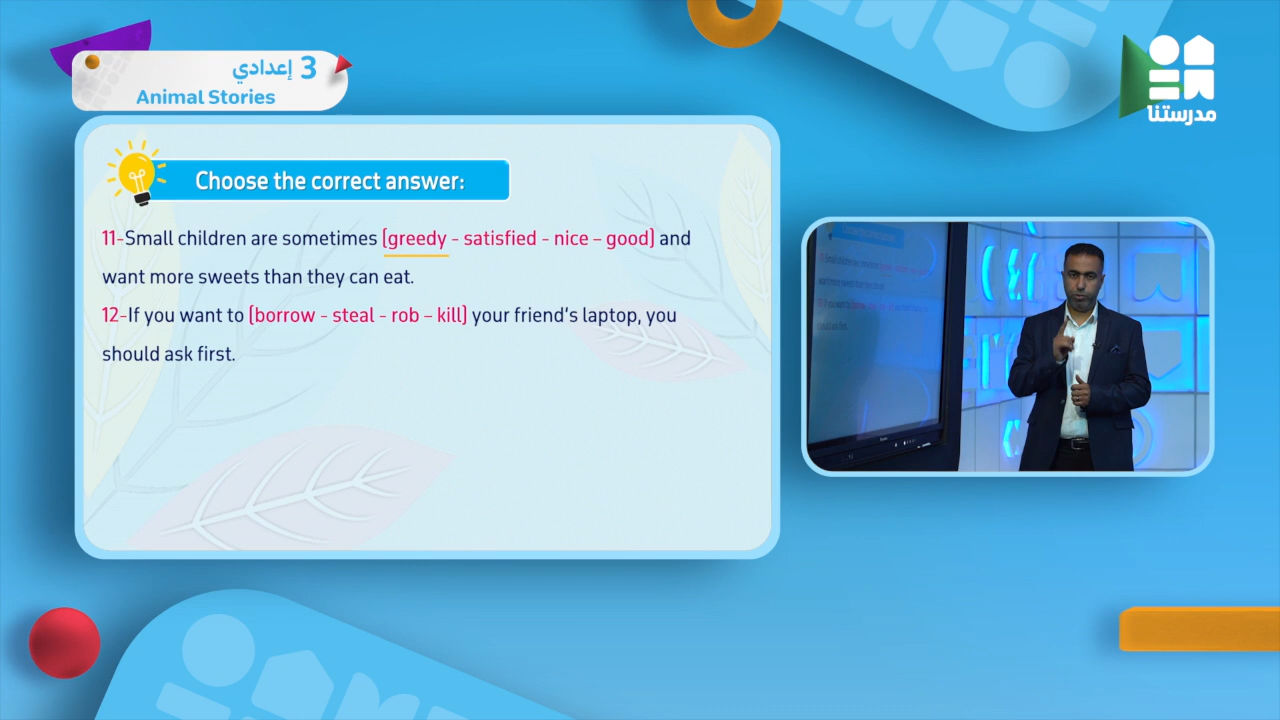 3 إعدادي
Animal Stories
مدرستنا
Choose the correct answer:
11-Small children are sometimes (greedy - satisfied - nice – good) and
want more sweets than they can eat.
12-If you want to (borrow - steal - rob – kill) your friend's laptop, you
should ask first.